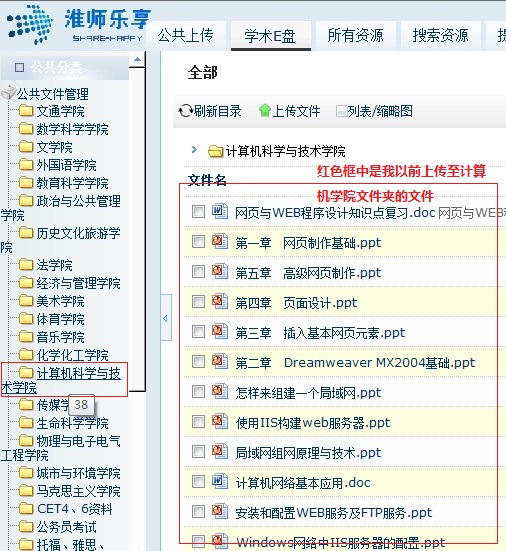 淮师乐享
SHARE·HAPPY
公共上传
学术E盘
所有资源
搜索资源
公共分类
公共文件管理
文通学院
数学科学学院
文学院
外国语学院
教育科学学院
政治与公共管理
学院
历史文化旅游学
院
法学院
经济与管理学院
美术学院
体育学院
音乐学院
化学化工学院
计算机科学与技
术学院
传媒学
38
生命科学学院
物理与电子电气
工程学院
城市与环境学院
马克思主义学院
CET4、6资料
公务员考试
托福、雅思、
全部
刷新目录
上传文件
列表/缩略图
计算机科学与技术学院
红色框中是我以前上传至计算
机学院文件夹的文件
文件名
网页与WEB程序设计知识点复习.doc 网页与WEB
第一章 网页制作基础.ppt
第五章 高级网页制作.ppt
第四章 页面设计.ppt
第三章 插入基本网页元素.ppt
第二章 Dreamweaver MX2004基础.ppt
怎样来组建一个局域网.ppt
使用IIS构建web服务器.ppt
局域网组网原理与技术.ppt
计算机网络基本应用.doc
安装和配置WEB服务及FTP服务.ppt
Windows网络中IIS服务器的配置.ppt